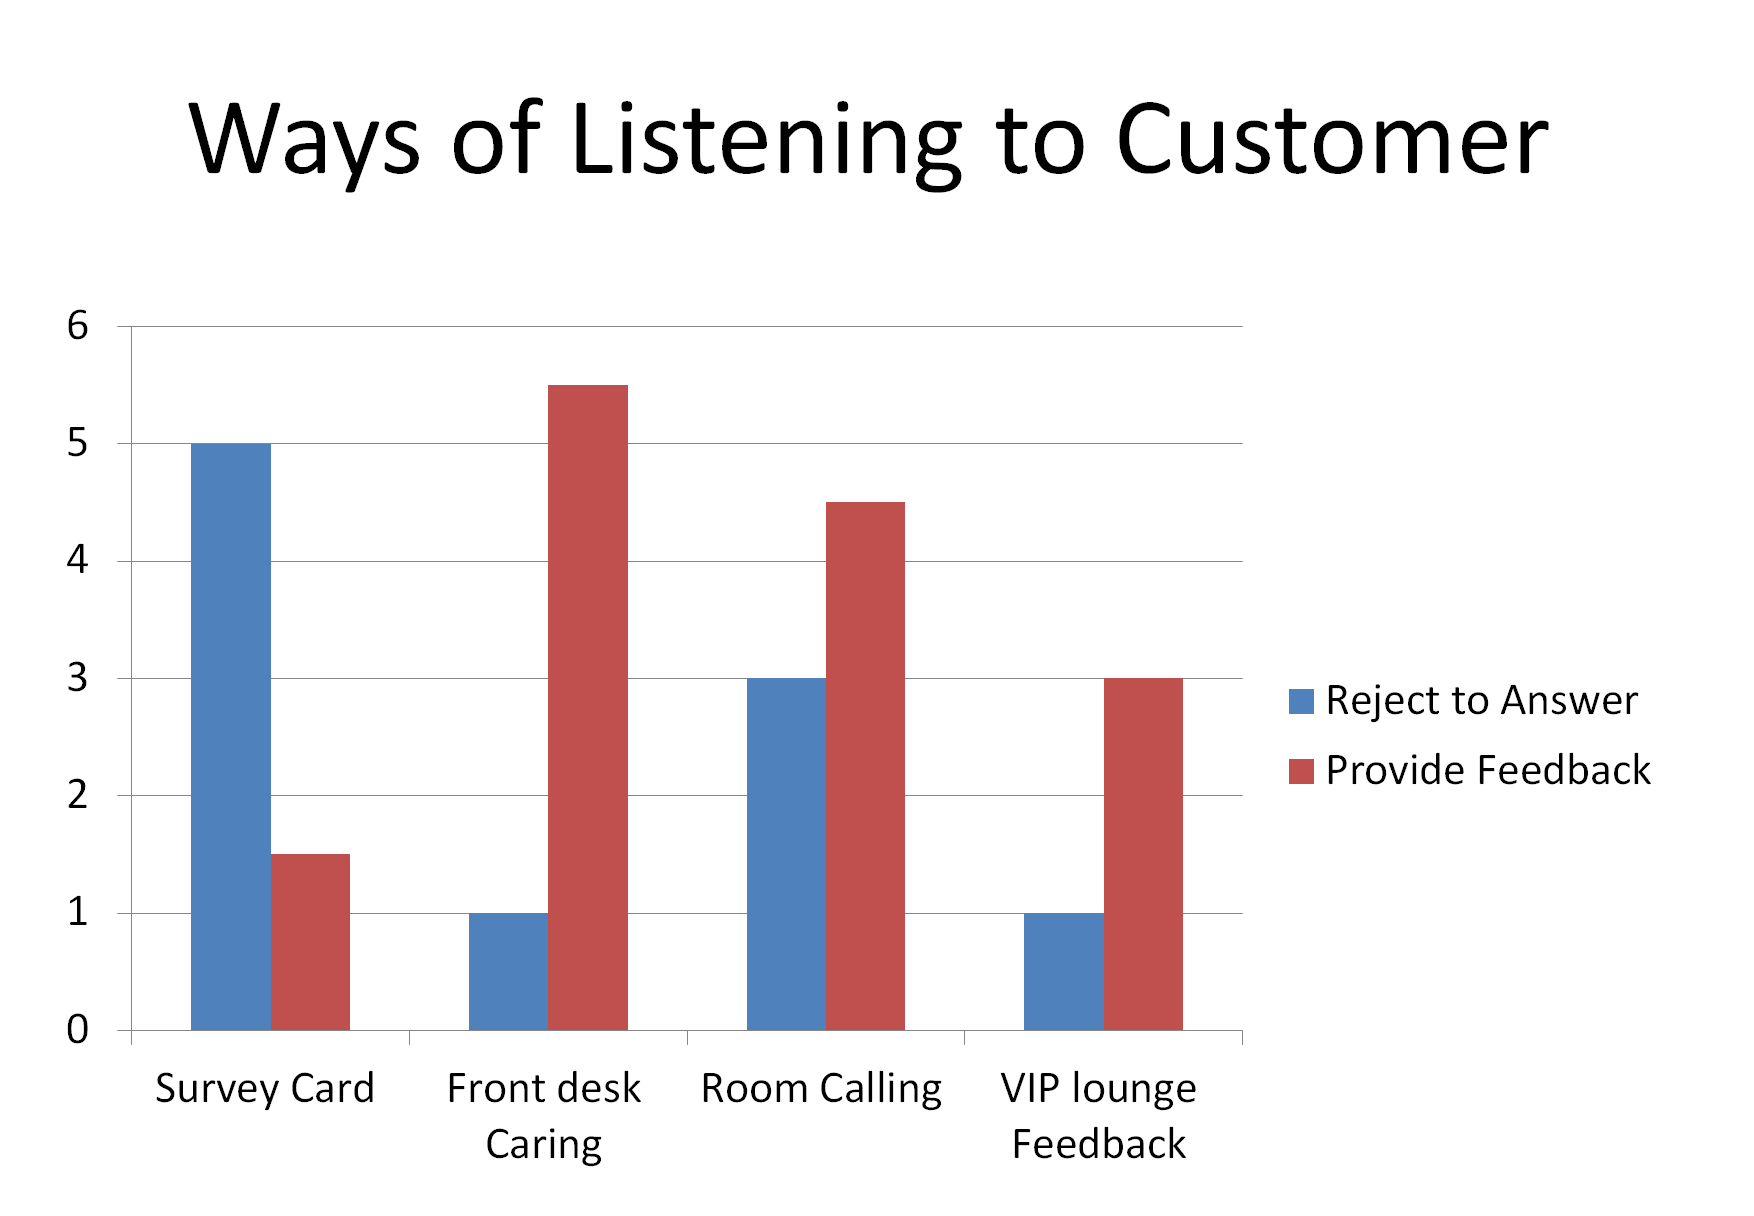 Ways of Listening to Customer
6
5
4
3
2
1
0
Survey Card
Front desk
Caring
Room Calling
VIP lounge
Feedback
Reject to Answer
Provide Feedback